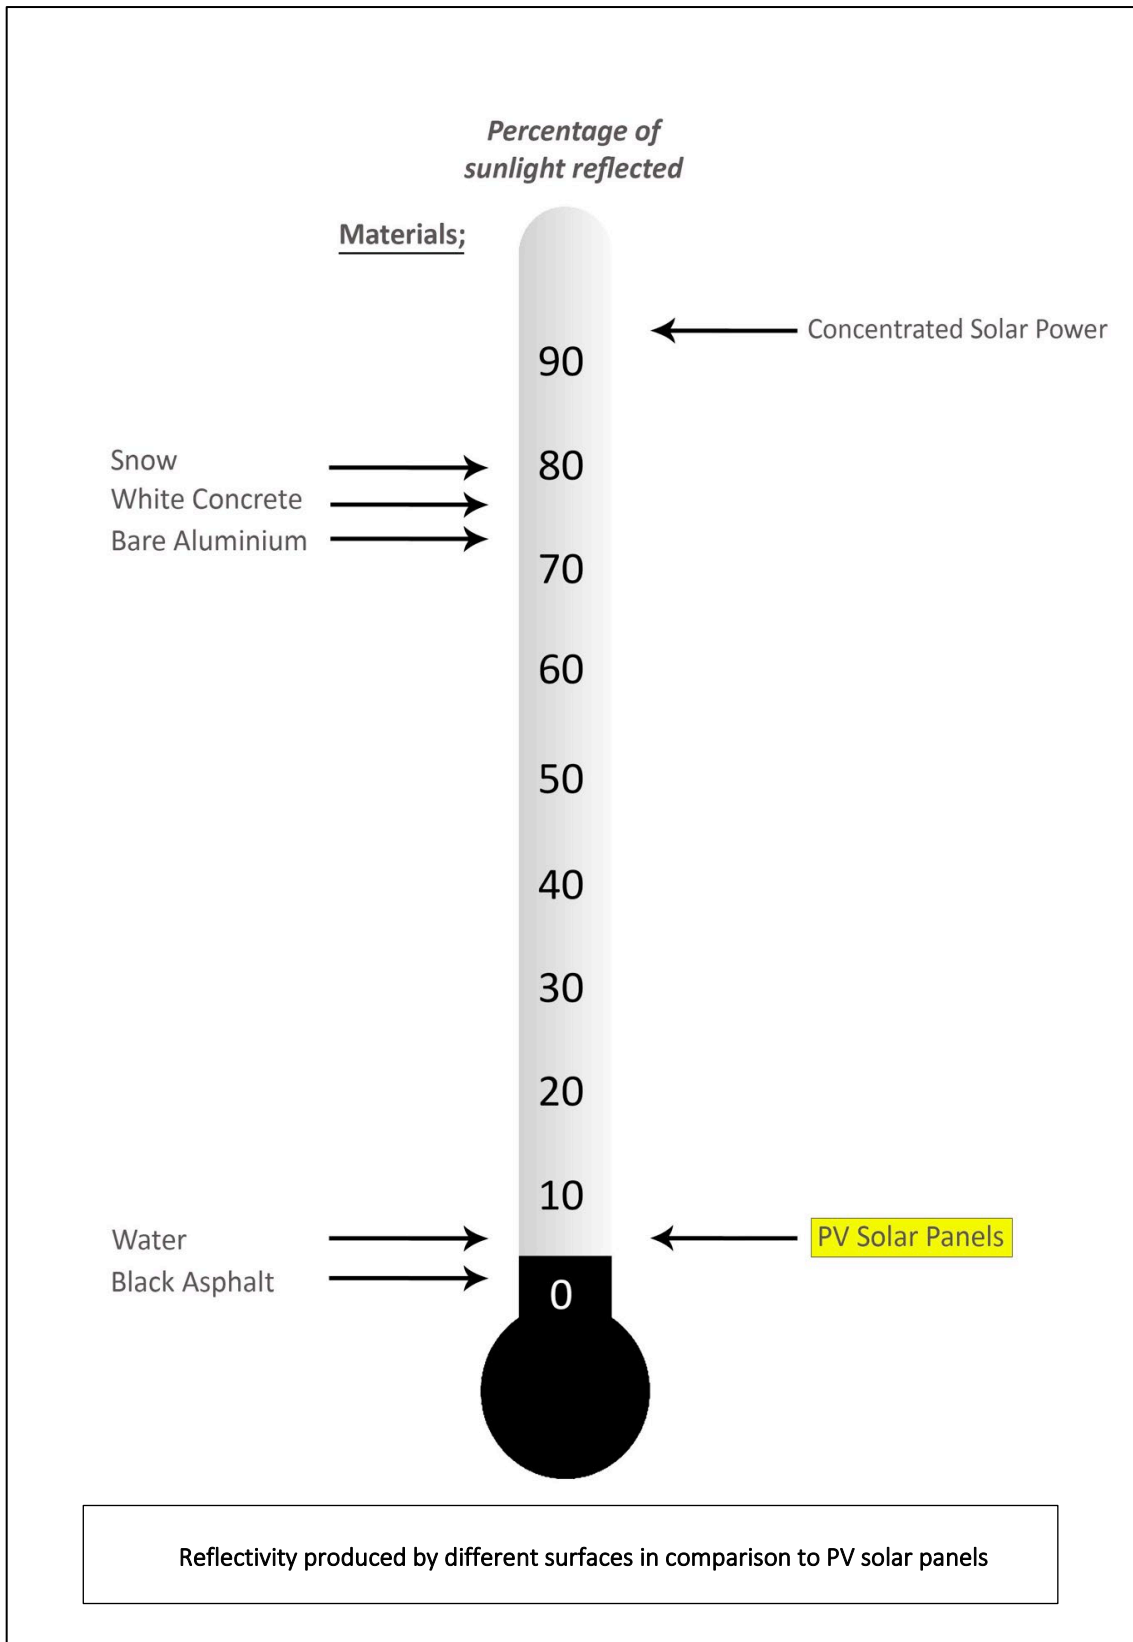 Percentage of
sunlight reflected
Materials;
Concentrated Solar Power
90
Snow
80
White Concrete
Bare Aluminium
70
60
50
40
30
20
10
Water
PV Solar Panels
Black Asphalt
0
Reflectivity produced by different surfaces in comparison to PV solar panels